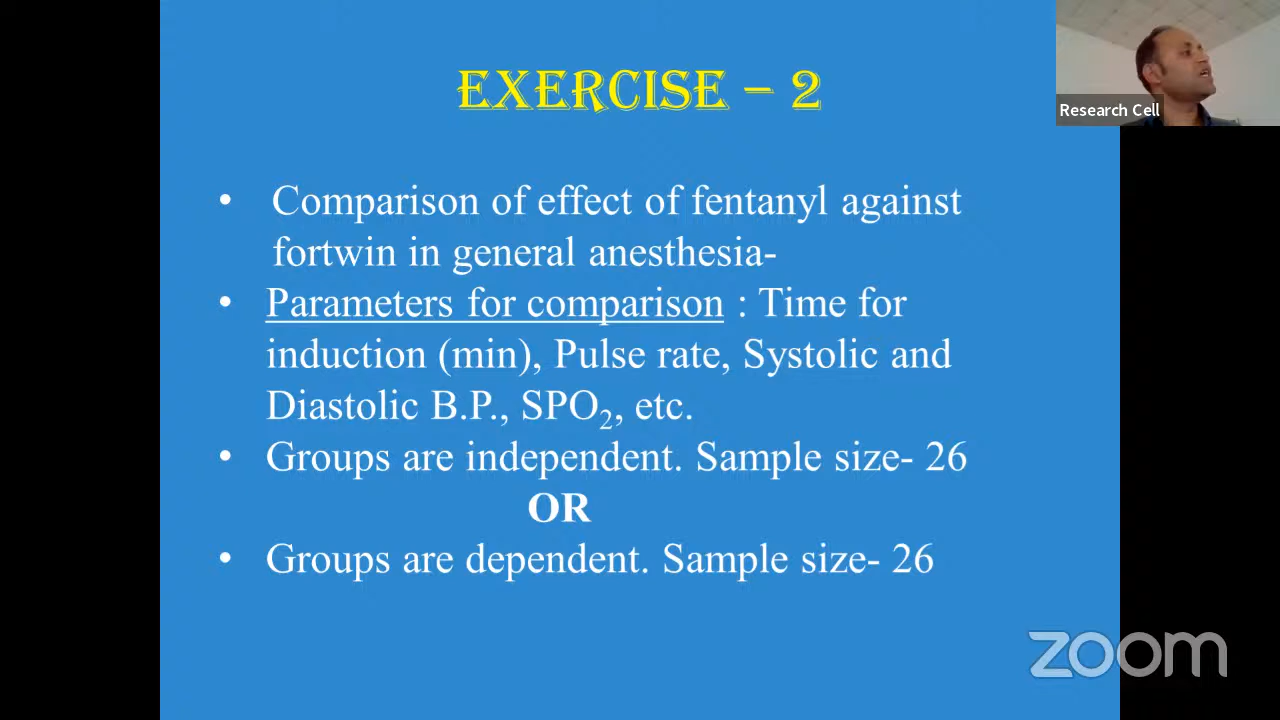 EXERCISE – 2
Research Cell
• Comparison of effect of fentanyl against
fortwin in general anesthesia-
• Parameters for comparison : Time for
induction (min), Pulse rate, Systolic and
Diastolic B.P., SPO₂, etc.
• Groups are independent. Sample size- 26
OR
• Groups are dependent. Sample size- 26
zoom